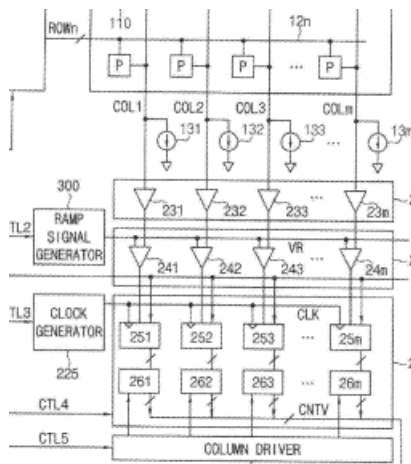 110
12n
ROWn
P P P ... P
COL1 COL2 COL3 COLm
131 132 133 ... 13m
300
231 232 233 ... 23m
TL2
RAMP
SIGNAL
GENERATOR
VR
241 242 243 ... 24m
CLK
TL3
CLOCK
GENERATOR
251 252 253 ... 25m
225
261 262 263 ... 26m
CTL4
CNTV
CTL5
COLUMN DRIVER